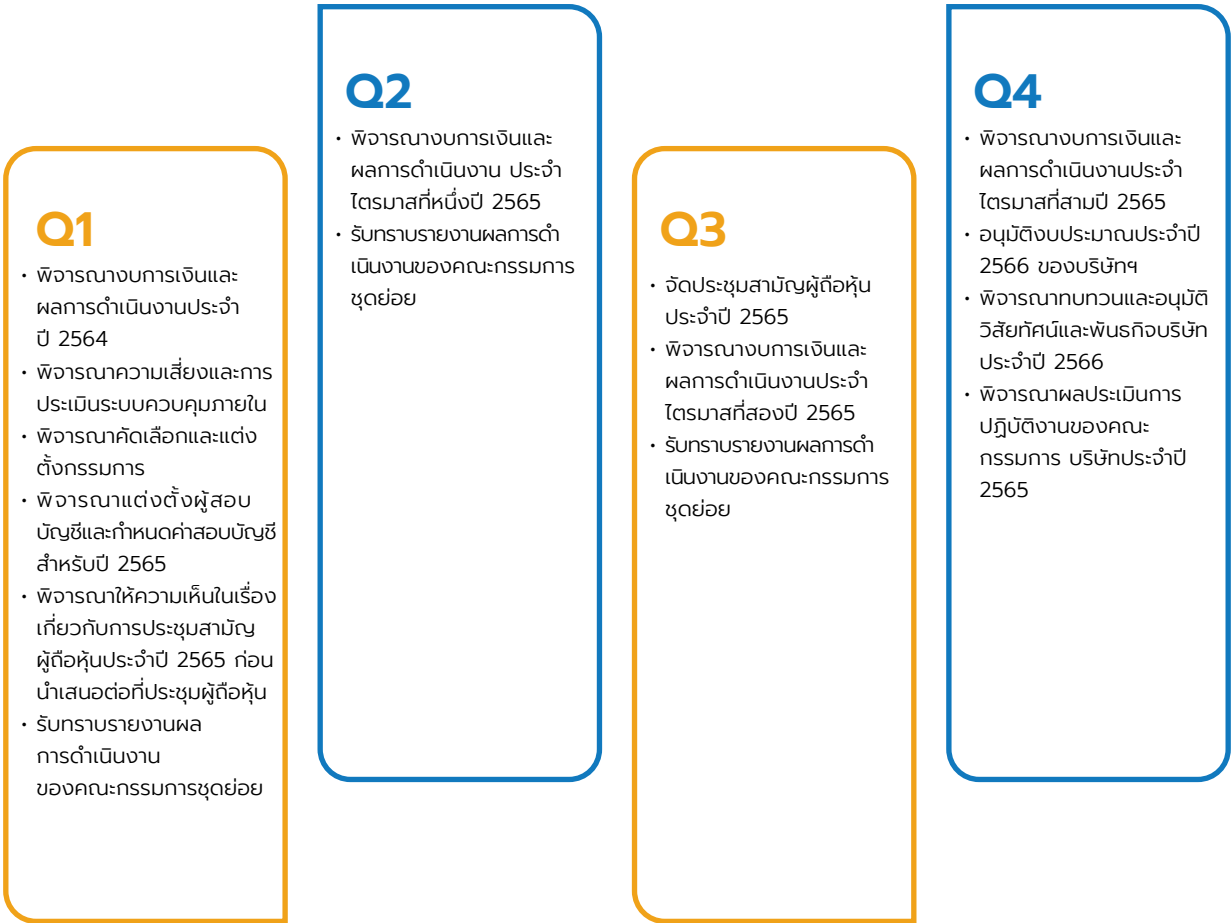 Q1
• พิจารณางบการเงินและ
ผลการดำเนินงานประจำ
ปี 2564
• พิจารณาความเสี่ยงและการ
ประเมินระบบควบคุมภายใน
• พิจารณาคัดเลือกและแต่ง
ตั้งกรรมการ
• พิจารณาแต่งตั้งผู้สอบ
บัญชีและกำหนดค่าสอบบัญชี
สำหรับปี 2565
• พิจารณาให้ความเห็นในเรื่อง
เกี่ยวกับการประชุมสามัญ
ผู้ถือหุ้นประจำปี 2565 ก่อน
นำเสนอต่อที่ประชุมผู้ถือหุ้น
• รับทราบรายงานผล
การดำเนินงาน
ของคณะกรรมการชุดย่อย
Q2
• พิจารณางบการเงินและ
ผลการดำเนินงาน ประจำ
ไตรมาสที่หนึ่งปี 2565
• รับทราบรายงานผลการดำ
เนินงานของคณะกรรมการ
ชุดย่อย
Q3
• จัดประชุมสามัญผู้ถือหุ้น
ประจำปี 2565
• พิจารณางบการเงินและ
ผลการดำเนินงานประจำ
ไตรมาสที่สองปี 2565
• รับทราบรายงานผลการดำ
เนินงานของคณะกรรมการ
ชุดย่อย
Q4
• พิจารณางบการเงินและ
ผลการดำเนินงานประจำ
ไตรมาสที่สามปี 2565
• อนุมัติงบประมาณประจำปี
2566 ของบริษัทฯ
• พิจารณาทบทวนและอนุมัติ
วิสัยทัศน์และพันธกิจบริษัท
ประจำปี 2566
• พิจารณาผลประเมินการ
ปฏิบัติงานของคณะ
กรรมการ บริษัทประจำปี
2565